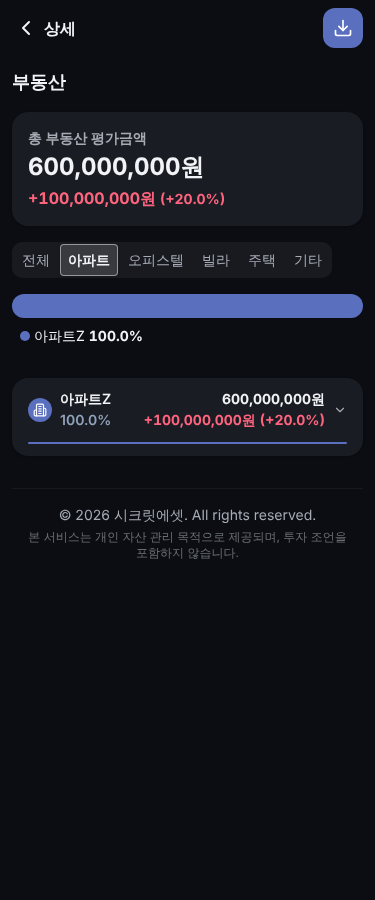 상세
부동산
총 부동산 평가금액
600,000,000원
+100,000,000원 (+20.0%)
전체 아파트 오피스텔 빌라 주택 기타
아파트Z 100.0%
아파트Z 600,000,000원
100.0% +100,000,000원 (+20.0%)
© 2026 시크릿에셋. All rights reserved.
본 서비스는 개인 자산 관리 목적으로 제공되며, 투자 조언을
포함하지 않습니다.